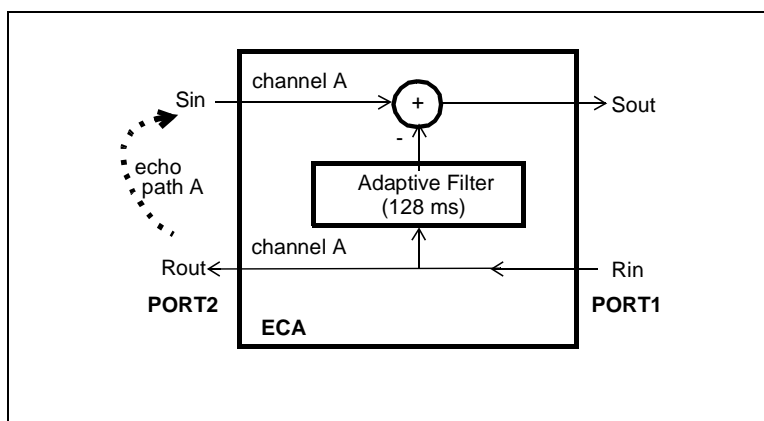 channel A
Sin
+
Sout
-
echo
path A
Adaptive Filter
(128 ms)
channel A
Rout
Rin
PORT2
PORT1
ECA